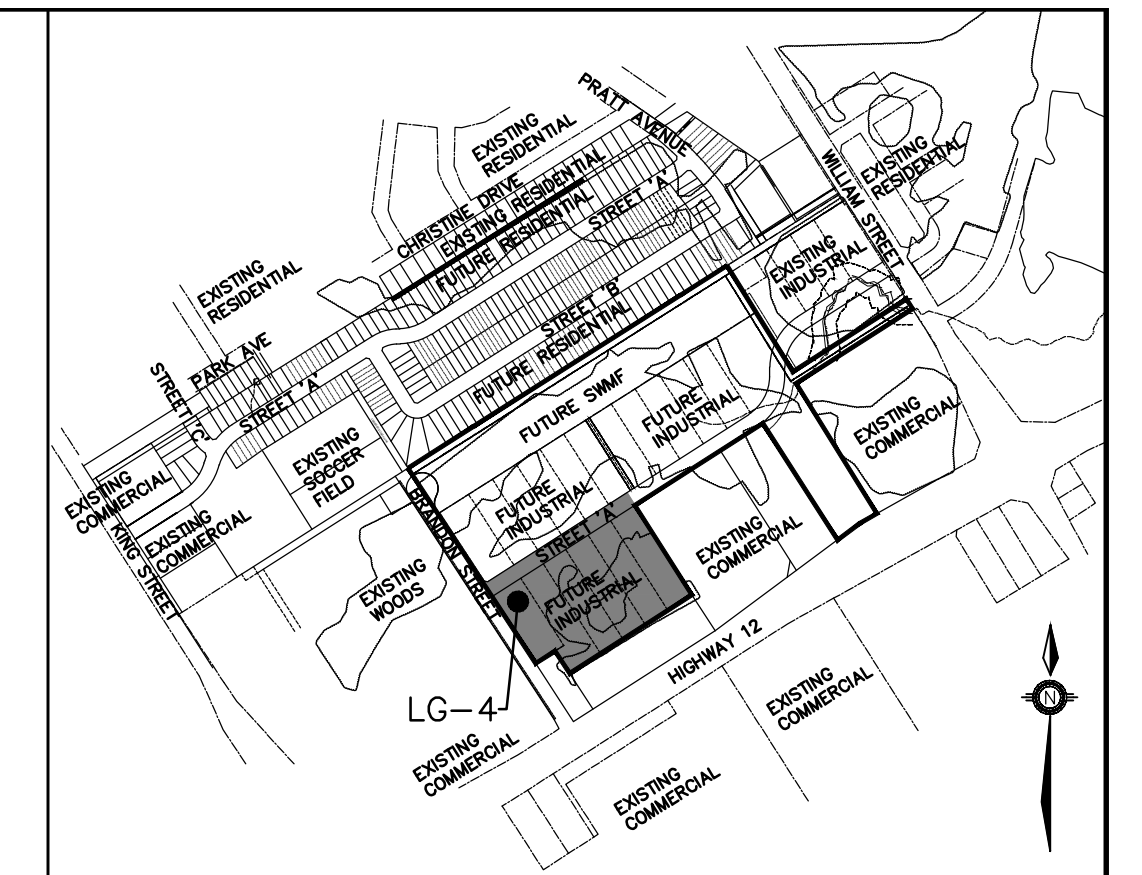 PRATT AVENUE
EXISTING
RESIDENTIAL
WILLIAM STREET
EXISTING
RESIDENTIAL
CHRISTINE DRIVE
EXISTING RESIDENTIAL
FUTURE RESIDENTIAL
STREET 'A'
EXISTING
INDUSTRIAL
EXISTING
RESIDENTIAL
STREET 'B'
FUTURE RESIDENTIAL
PARK AVE
STREET 'C'
STREET 'A'
FUTURE SWMF
FUTURE
INDUSTRIAL
EXISTING
COMMERCIAL
EXISTING
SOCCER
FIELD
EXISTING
COMMERCIAL
EXISTING
COMMERCIAL
KING STREET
BRANDON STREET
FUTURE
INDUSTRIAL
STREET 'A'
EXISTING
COMMERCIAL
EXISTING
WOODS
FUTURE
INDUSTRIAL
HIGHWAY 12
LG-4
EXISTING
COMMERCIAL
EXISTING
COMMERCIAL
EXISTING
COMMERCIAL
N